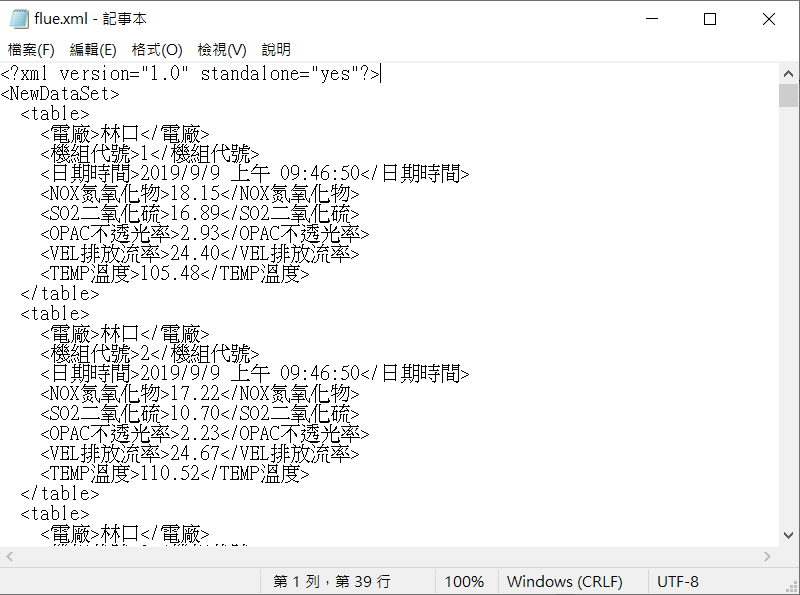 flue.xml - 記事本
檔案(F) 編輯(E) 格式(O) 檢視(V) 說明
<?xml version="1.0" standalone="yes"?>
<NewDataSet>
<table>
<電廠>林口</電廠>
<機組代號>1</機組代號>
<日期時間>2019/9/9 上午 09:46:50</日期時間>
<NOX氮氧化物>18.15</NOX氮氧化物>
<SO2二氧化硫>16.89</SO2二氧化硫>
<OPAC不透光率>2.93</OPAC不透光率>
<VEL排放流率>24.40</VEL排放流率>
<TEMP溫度>105.48</TEMP溫度>
</table>
<table>
<電廠>林口</電廠>
<機組代號>2</機組代號>
<日期時間>2019/9/9 上午 09:46:50</日期時間>
<NOX氮氧化物>17.22</NOX氮氧化物>
<SO2二氧化硫>10.70</SO2二氧化硫>
<OPAC不透光率>2.23</OPAC不透光率>
<VEL排放流率>24.67</VEL排放流率>
<TEMP溫度>110.52</TEMP溫度>
</table>
<table>
<電廠>林口</電廠>
第 1 列，第 39 行 100% Windows (CRLF) UTF-8